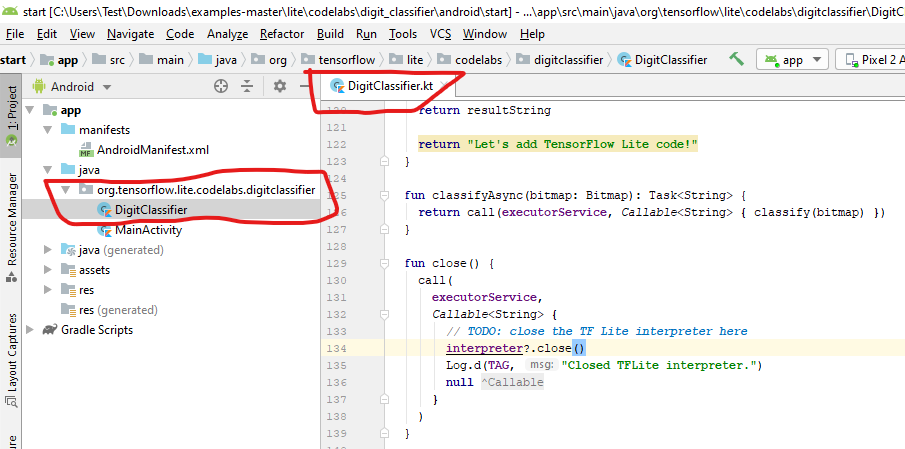 start [C:\Users\Test\Downloads\examples-master\lite\codelabs\digit_classifier\android\start] - ...\app\src\main\java\org\tensorflow\lite\codelabs\digitclassifier\DigitC
File Edit View Navigate Code Analyze Refactor Build Run Tools VCS Window Help
start app src main java org tensorflow lite codelabs digitclassifier DigitClassifier app Pixel 2 A
Android
DigitClassifier.kt
1: Project
Resource Manager
Layout Captures
app
manifests
AndroidManifest.xml
java
org.tensorflow.lite.codelabs.digitclassifier
DigitClassifier
MainActivity
java (generated)
assets
res
res (generated)
Gradle Scripts
return resultString
121
122 return "Let's add TensorFlow Lite code!"
123 }
fun classifyAsync(bitmap: Bitmap): Task<String> {
return call(executorService, Callable<String> { classify(bitmap) })
127 }
128
129 fun close() {
130 call(
131 executorService,
132 Callable<String> {
133 // TODO: close the TF Lite interpreter here
134 interpreter?.close()
135 Log.d(TAG, msg: "Closed TFLite interpreter.")
136 null ^Callable
137 }
138 )
139 }